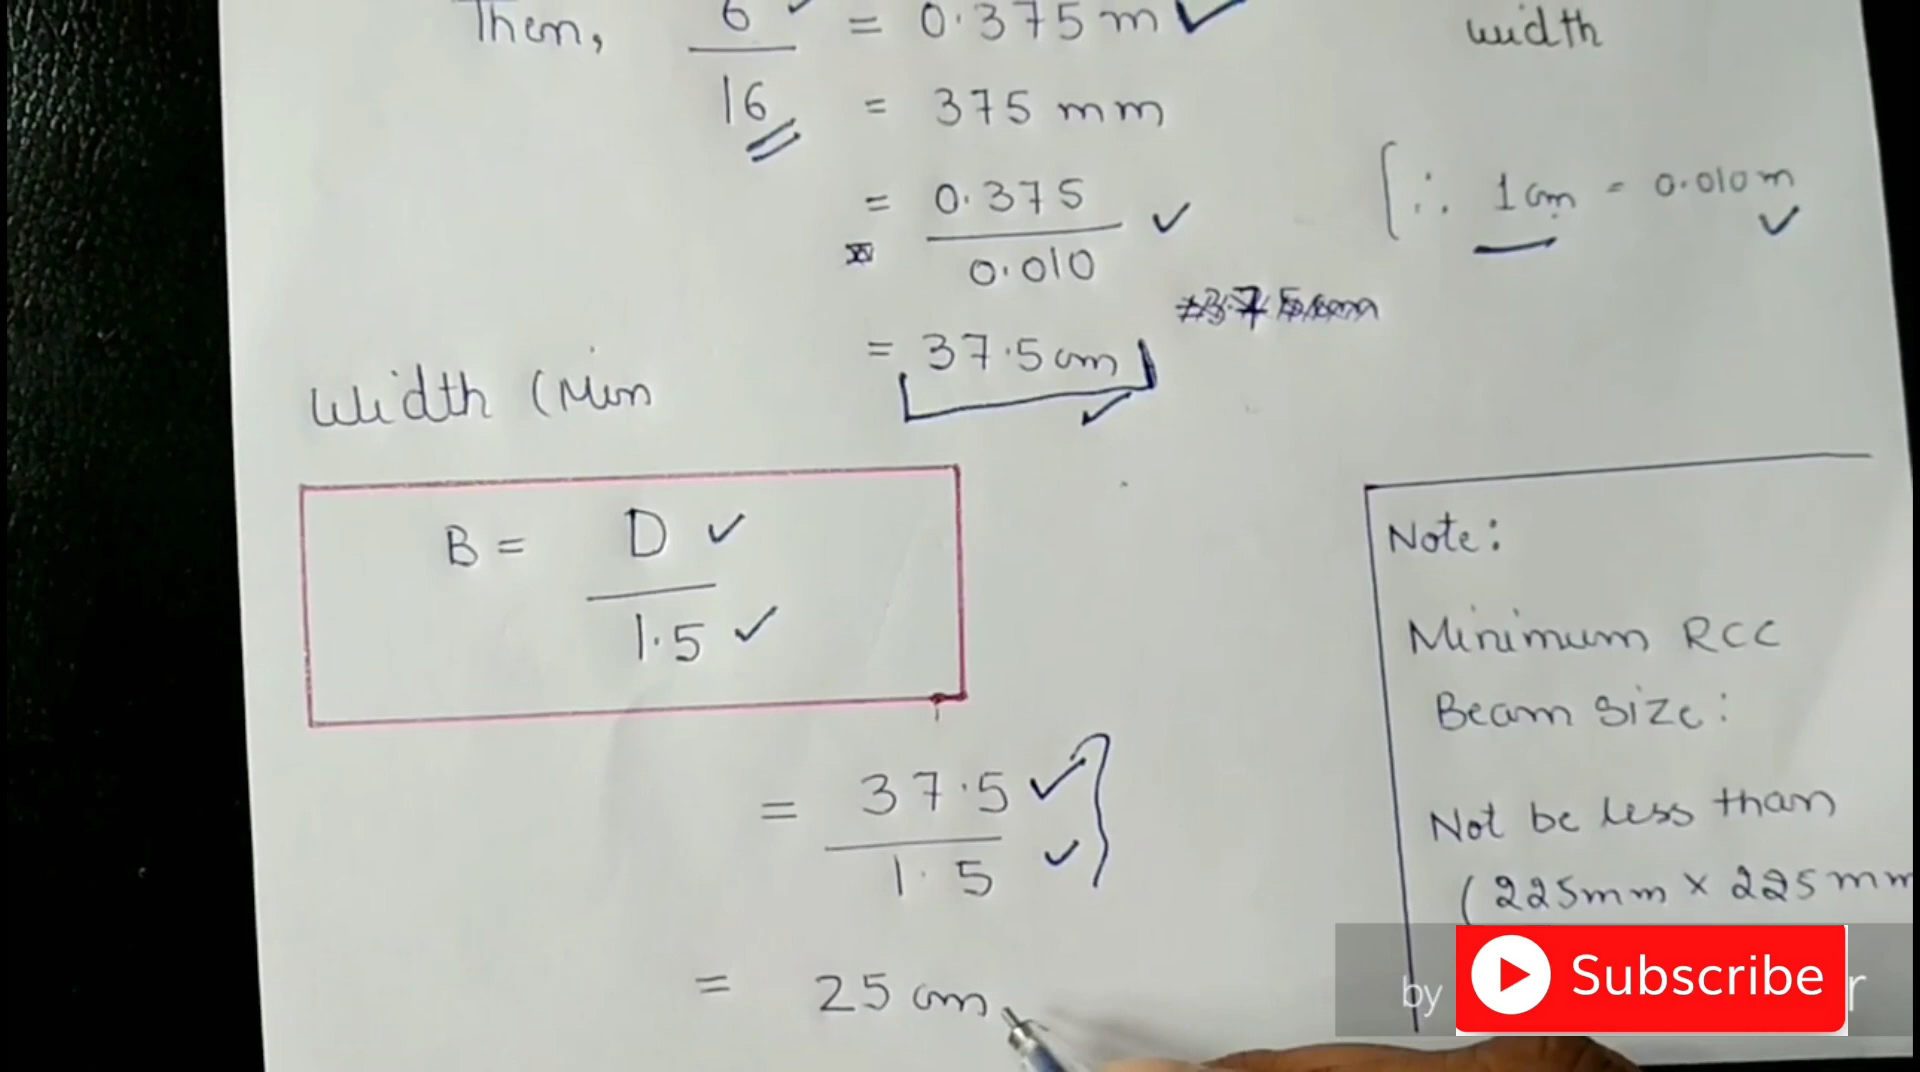 Then, 6 = 0.375 m width
16 = 375 mm
= 0.375 ∴ 1 cm = 0.010 m
0.010
= 37.5 cm
Width (Min
B = D
1.5
Note:
Minimum RCC
Beam size:
= 37.5
1.5
Not be less than
(225mm × 225mm
= 25 cm
by Subscribe r